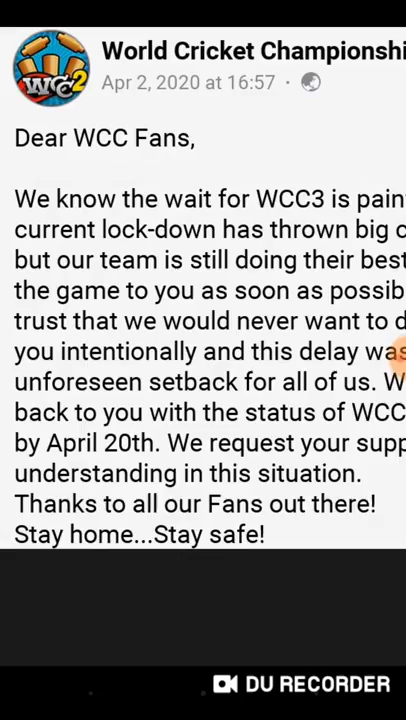 World Cricket Championshi
Apr 2, 2020 at 16:57 ·
WCC2
Dear WCC Fans,
We know the wait for WCC3 is pain
current lock-down has thrown big
but our team is still doing their best
the game to you as soon as possib
trust that we would never want to d
you intentionally and this delay was
unforeseen setback for all of us. W
back to you with the status of WCC
by April 20th. We request your supp
understanding in this situation.
Thanks to all our Fans out there!
Stay home...Stay safe!
DU RECORDER